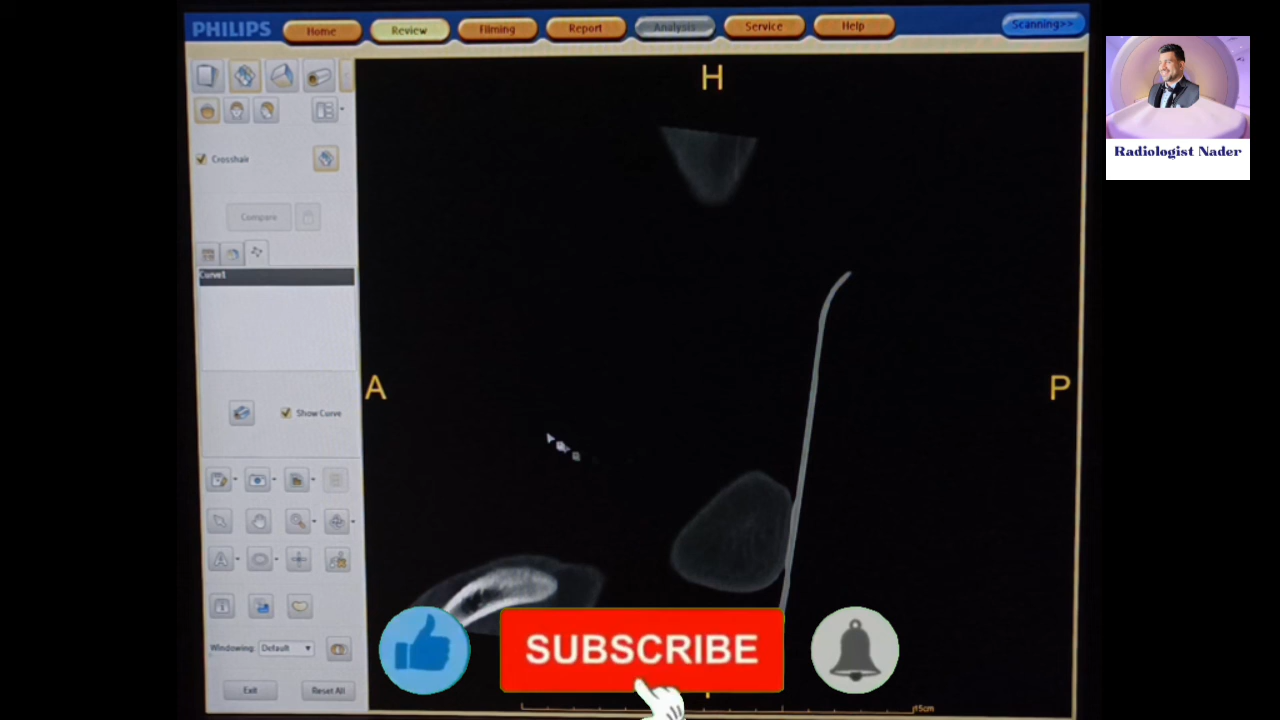 PHILIPS
Home
Review
Filming
Report
Analysis
Service
Help
Scanning>>
Radiologist Nader
H
Crosshair
Compare
Curve1
A
P
Show Curve
Windowing:
Default
Exit
Reset All
SUBSCRIBE
15cm